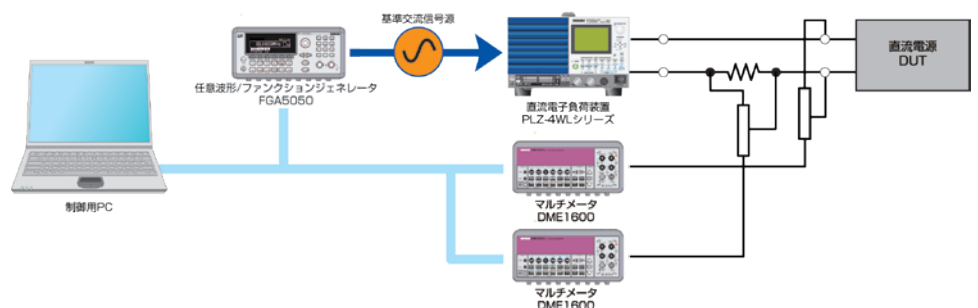 基準交流信号源
直流電源
DUT
任意波形/ファンクションジェネレータ
FGA5050
直流電子負荷装置
PLZ-4WLシリーズ
制御用PC
マルチメータ
DME1600
マルチメータ
DME1600